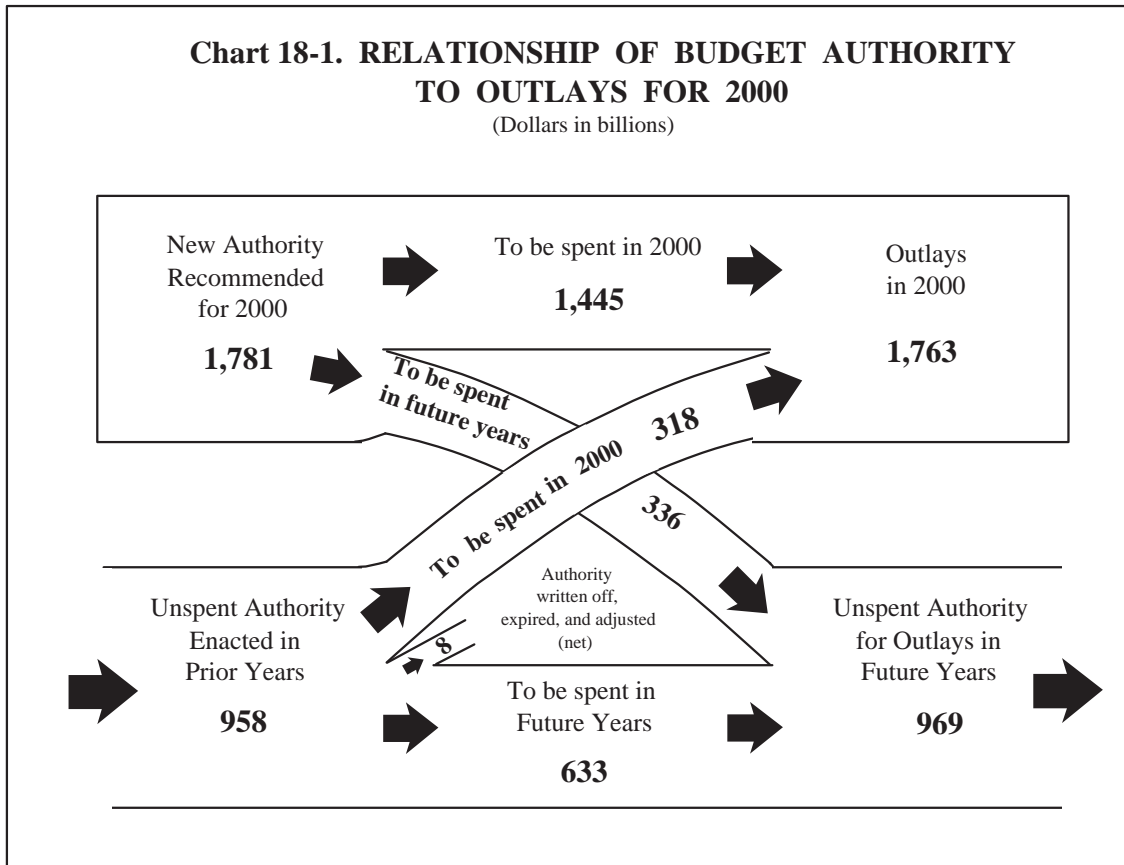 Chart 18-1. RELATIONSHIP OF BUDGET AUTHORITY
TO OUTLAYS FOR 2000
(Dollars in billions)
New Authority
Recommended
for 2000
1,781
To be spent in 2000
1,445
Outlays
in 2000
1,763
To be spent
in future years
336
To be spent in 2000 318
Authority
written off,
expired, and adjusted
(net)
8
Unspent Authority
Enacted in
Prior Years
958
To be spent in
Future Years
633
Unspent Authority
for Outlays in
Future Years
969